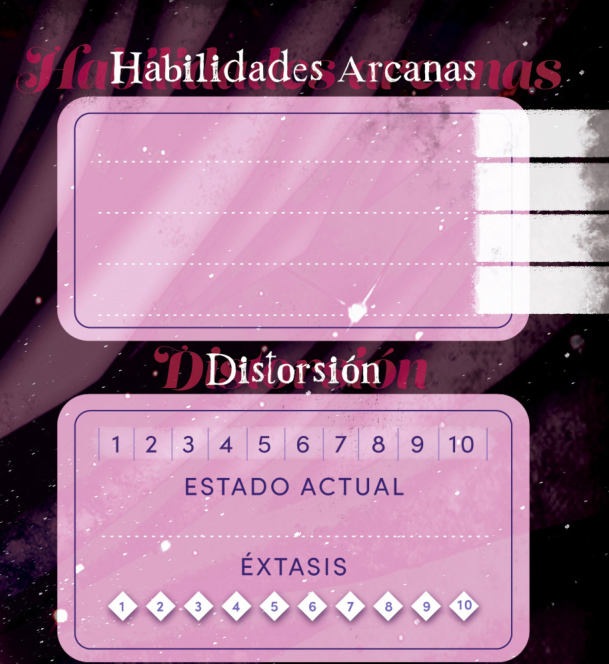 Habilidades Arcanas
Distorsión
1 2 3 4 5 6 7 8 9 10
ESTADO ACTUAL
ÉXTASIS
1 2 3 4 5 6 7 8 9 10